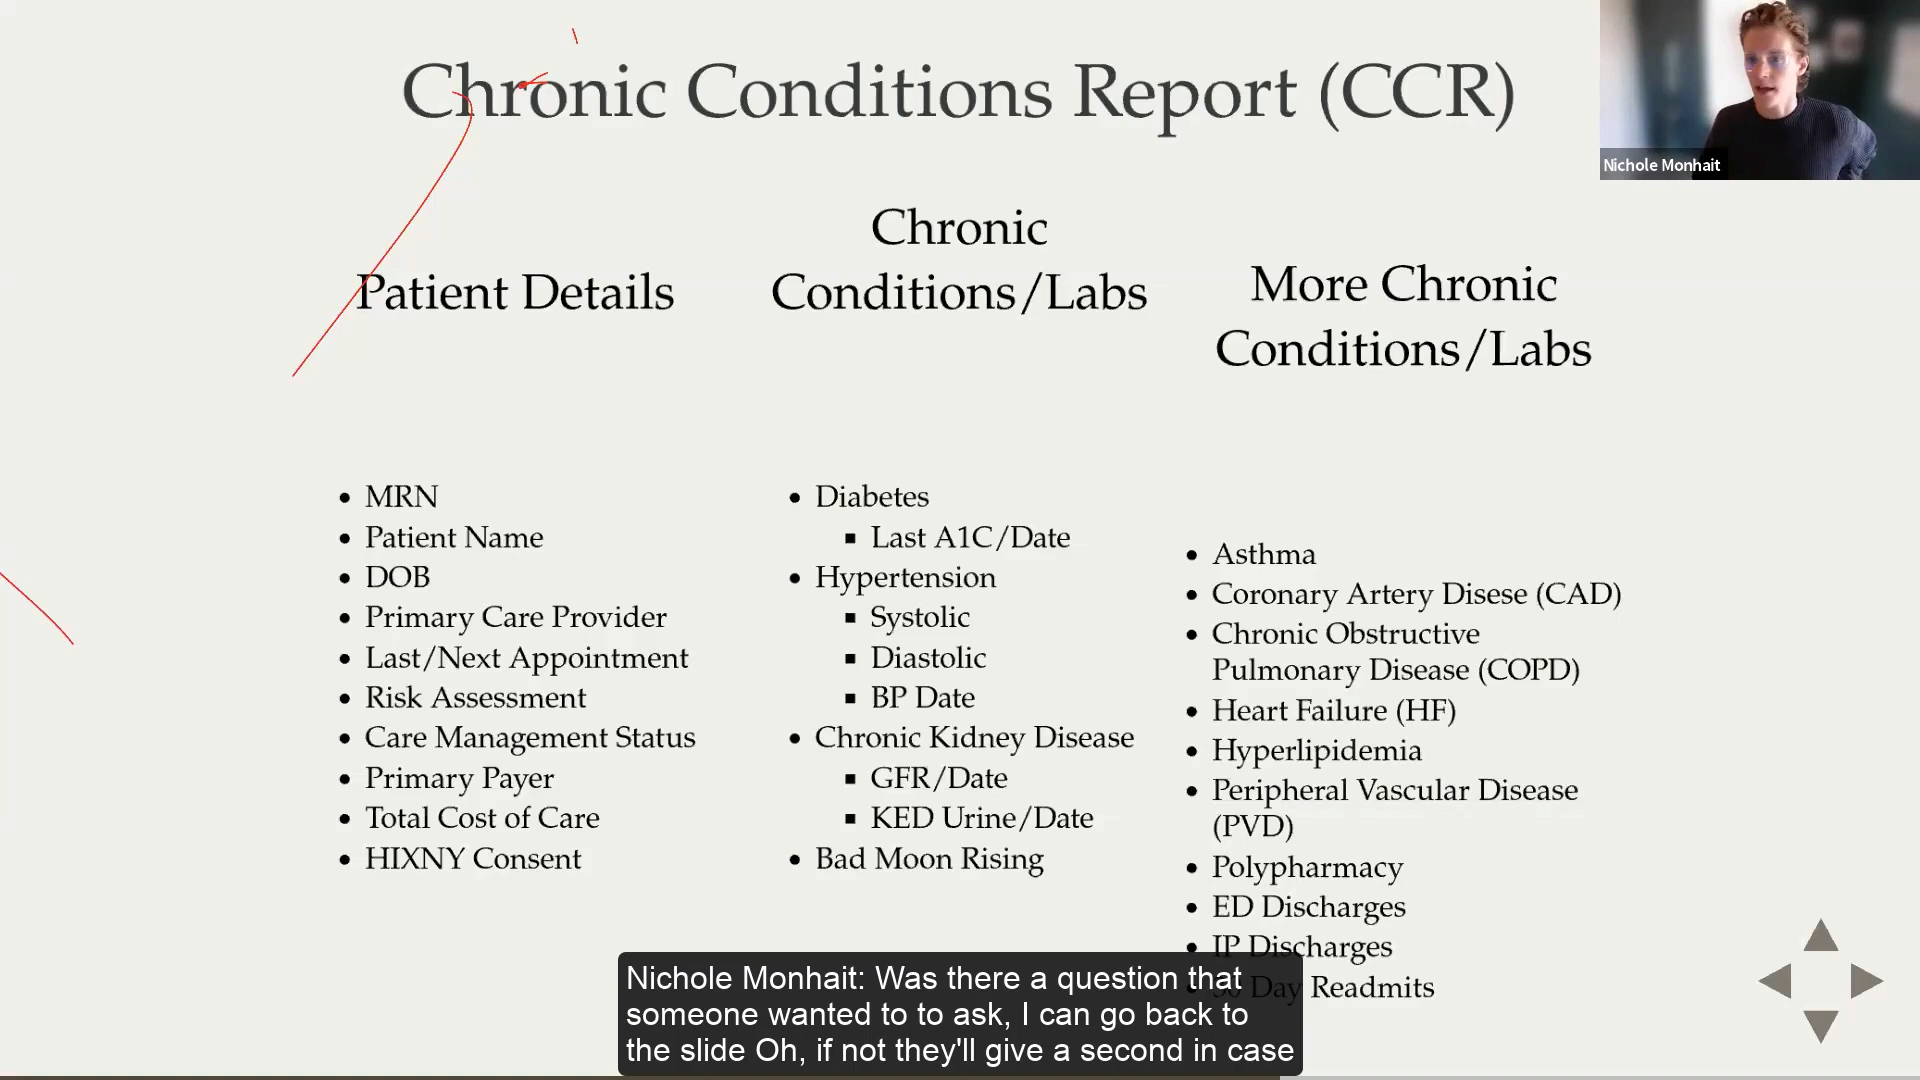 Chronic Conditions Report (CCR)
Nichole Monhait
Patient Details
MRN
Patient Name
DOB
Primary Care Provider
Last/Next Appointment
Risk Assessment
Care Management Status
Primary Payer
Total Cost of Care
HIXNY Consent
Chronic
Conditions/Labs
Diabetes
Last A1C/Date
Hypertension
Systolic
Diastolic
BP Date
Chronic Kidney Disease
GFR/Date
KED Urine/Date
Bad Moon Rising
More Chronic
Conditions/Labs
Asthma
Coronary Artery Disese (CAD)
Chronic Obstructive
Pulmonary Disease (COPD)
Heart Failure (HF)
Hyperlipidemia
Peripheral Vascular Disease
(PVD)
Polypharmacy
ED Discharges
IP Discharges
Day Readmits
Nichole Monhait: Was there a question that
someone wanted to to ask, I can go back to
the slide Oh, if not they'll give a second in case